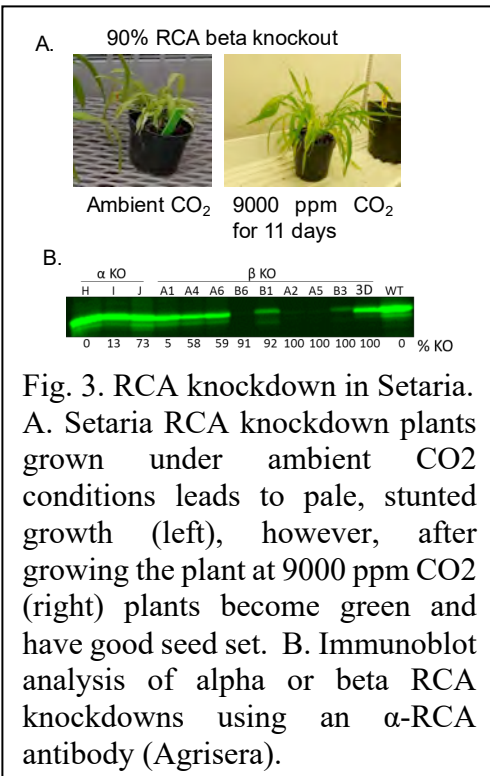 A. 90% RCA beta knockout
Ambient CO₂ 9000 ppm CO₂
for 11 days
B.
α KO β KO
H I J A1 A4 A6 B6 B1 A2 A5 B3 3D WT
0 13 73 5 58 59 91 92 100 100 100 100 0 % KO
Fig. 3. RCA knockdown in Setaria.
A. Setaria RCA knockdown plants
grown under ambient CO2
conditions leads to pale, stunted
growth (left), however, after
growing the plant at 9000 ppm CO2
(right) plants become green and
have good seed set. B. Immunoblot
analysis of alpha or beta RCA
knockdowns using an α-RCA
antibody (Agrisera).